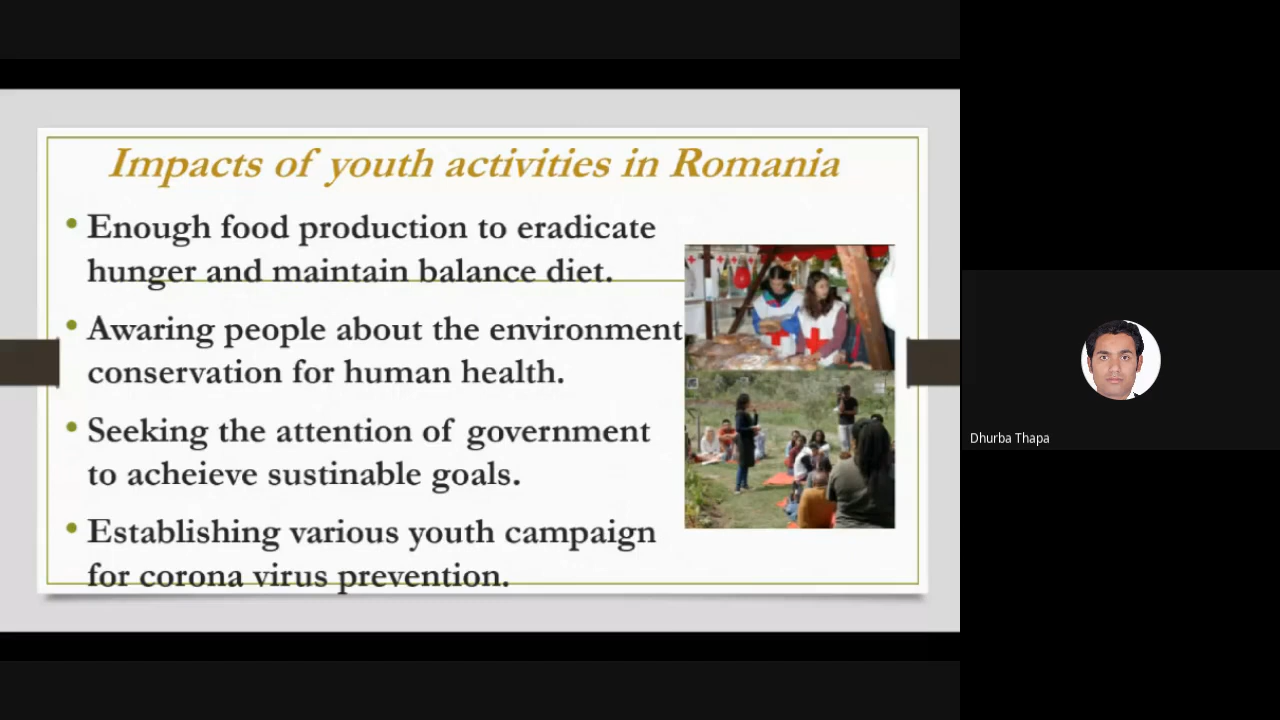 Impacts of youth activities in Romania
• Enough food production to eradicate
hunger and maintain balance diet.
• Awaring people about the environment
conservation for human health.
• Seeking the attention of government
to acheieve sustinable goals.
• Establishing various youth campaign
for corona virus prevention.
Dhurba Thapa